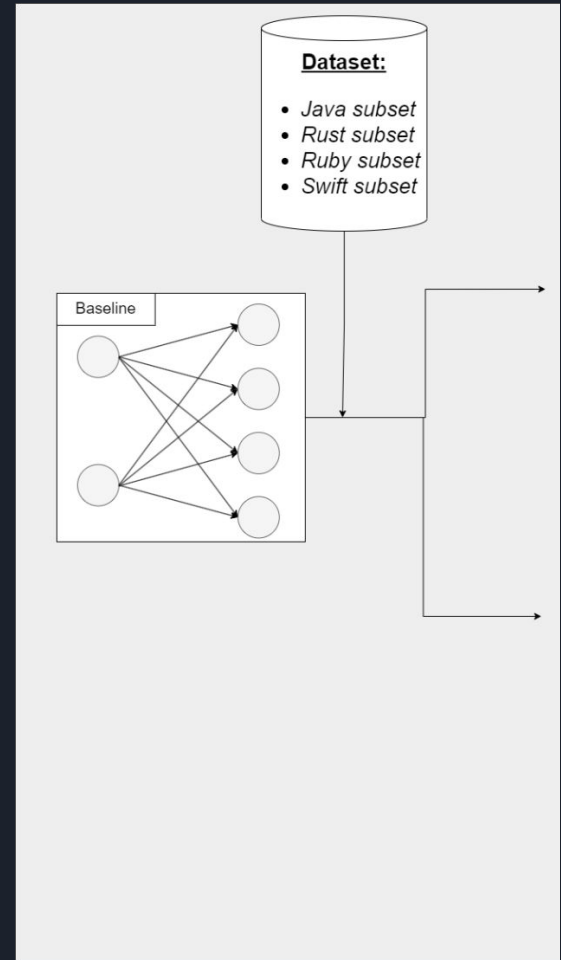 Dataset:
• Java subset
• Rust subset
• Ruby subset
• Swift subset
Baseline